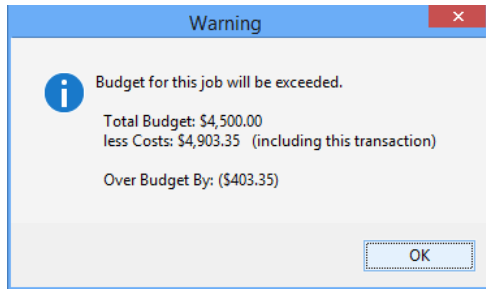 Warning
Budget for this job will be exceeded.
Total Budget: $4,500.00
less Costs: $4,903.35 (including this transaction)
Over Budget By: ($403.35)
OK